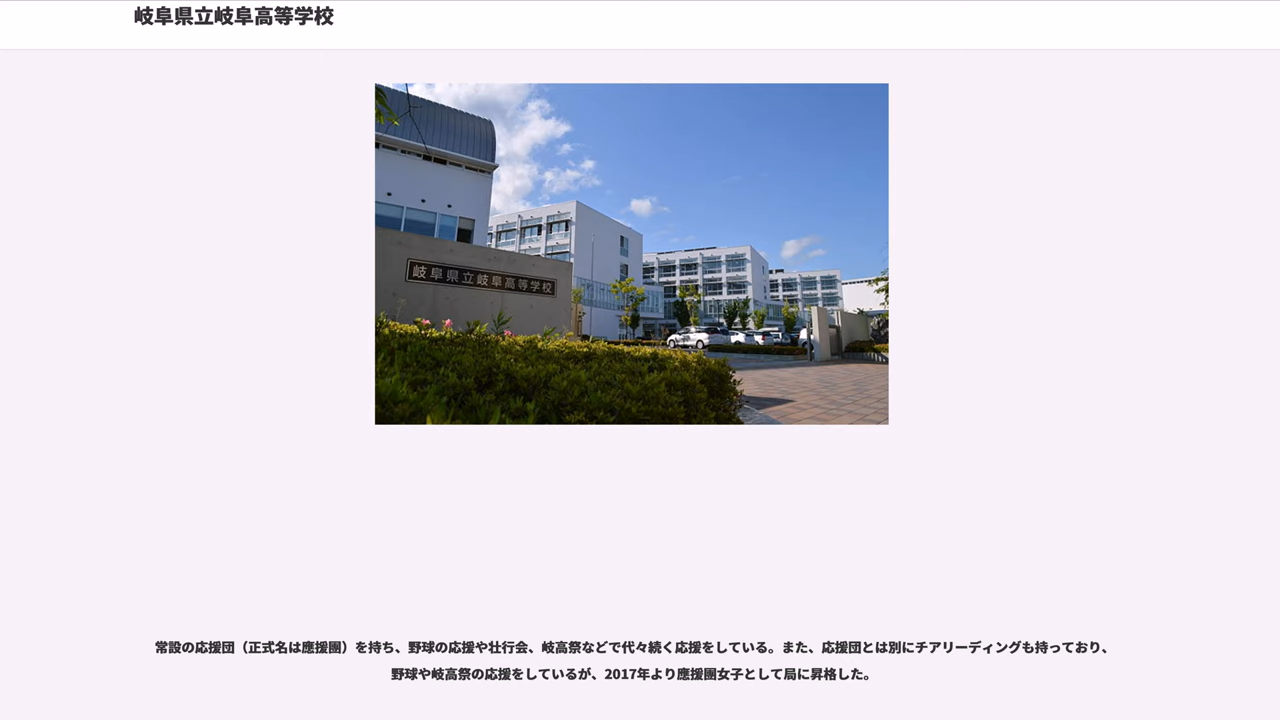 岐阜県立岐阜高等学校
岐阜県立岐阜高等学校
常設の応援団（正式名は應援團）を持ち、野球の応援や壮行会、岐高祭などで代々続く応援をしている。また、応援団とは別にチアリーディングも持っており、
野球や岐高祭の応援をしているが、2017年より應援團女子として局に昇格した。